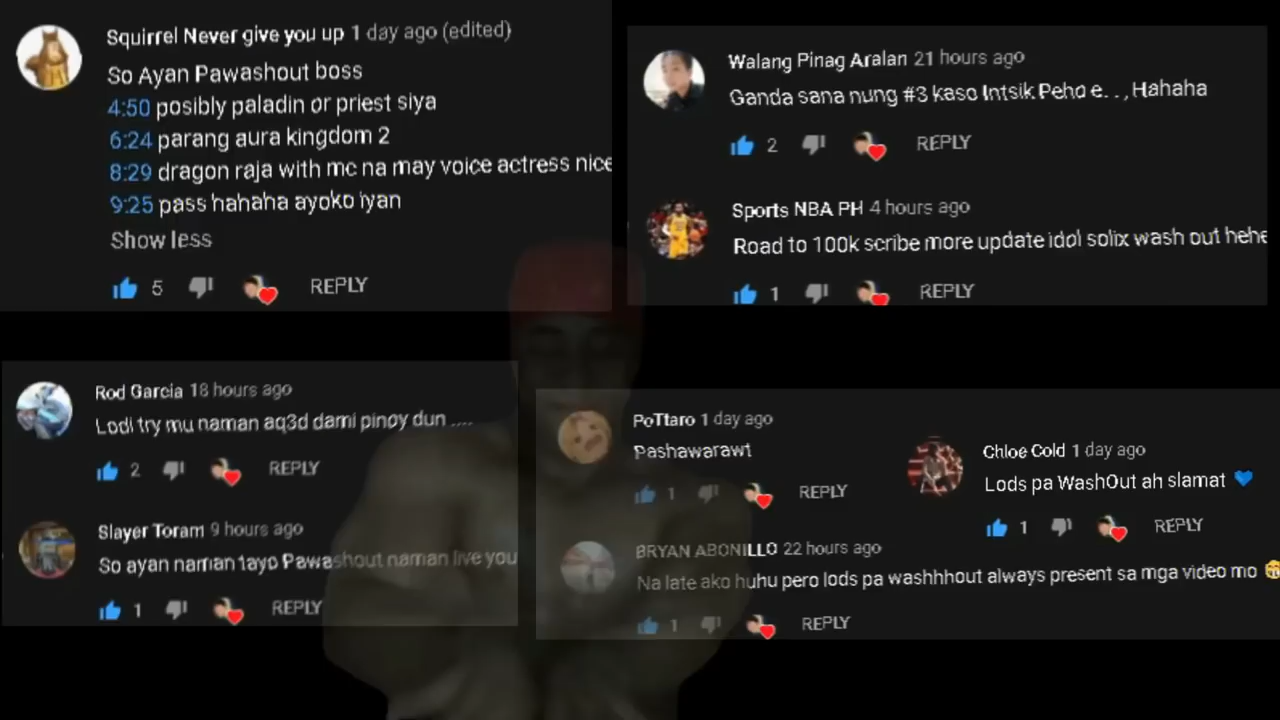 Squirrel Never give you up 1 day ago (edited)
So Ayan Pawashout boss
4:50 posibly paladin or priest siya
6:24 parang aura kingdom 2
8:29 dragon raja with mc na may voice actress nice
9:25 pass hahaha ayoko iyan
Show less
5 REPLY
Walang Pinag Aralan 21 hours ago
Ganda sana nung #3 kaso Intsik Peho e. . , Hahaha
2 REPLY
Sports NBA PH 4 hours ago
Road to 100k scribe more update idol solix wash out hehe
1 REPLY
Rod Garcia 18 hours ago
Lodi try mu naman aq3d dami pinoy dun ....
2 REPLY
Slayer Toram 9 hours ago
So ayan naman tayo Pawashout naman live you
1 REPLY
PoTtaro 1 day ago
Pashawarawt
1 REPLY
Chloe Cold 1 day ago
Lods pa WashOut ah slamat 💙
1 REPLY
BRYAN ABONILLO 22 hours ago
Na late ako huhu pero lods pa washhhout always present sa mga video mo 😁
1 REPLY